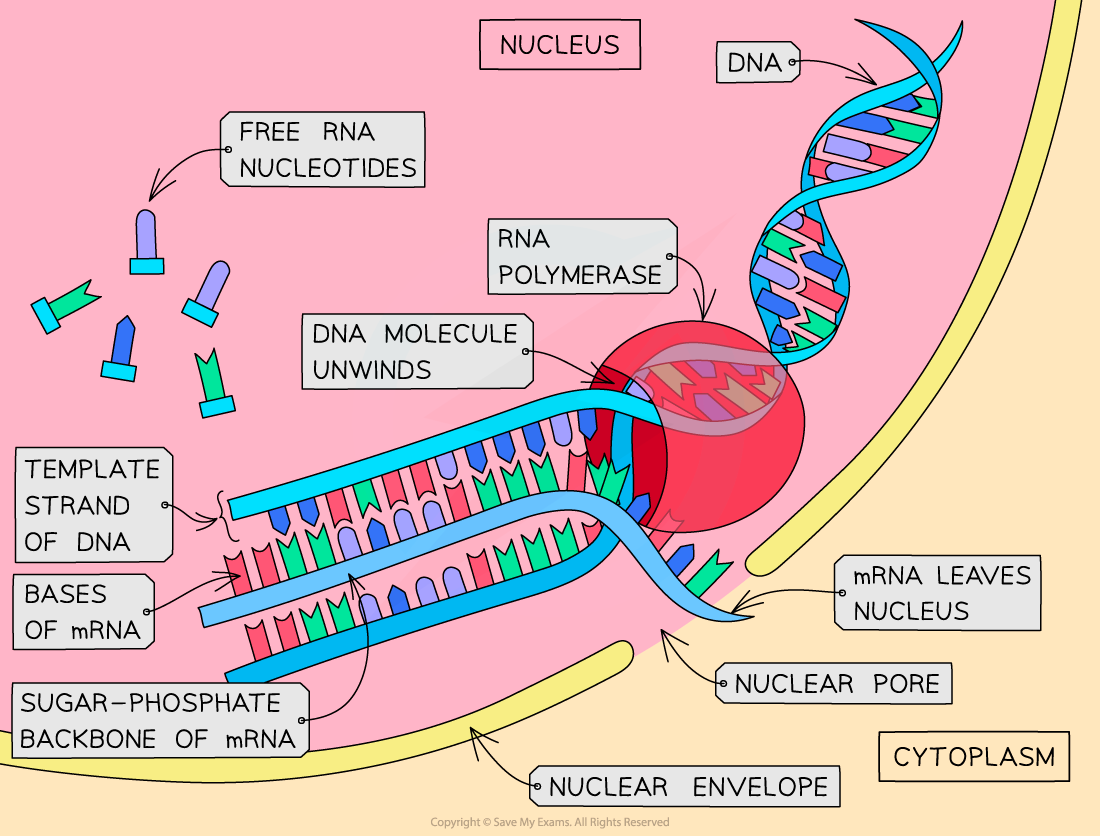 NUCLEUS
DNA
FREE RNA
NUCLEOTIDES
RNA
POLYMERASE
DNA MOLECULE
UNWINDS
TEMPLATE
STRAND
OF DNA
BASES
OF mRNA
mRNA LEAVES
NUCLEUS
SUGAR-PHOSPHATE
BACKBONE OF mRNA
NUCLEAR PORE
CYTOPLASM
NUCLEAR ENVELOPE
Copyright © Save My Exams. All Rights Reserved